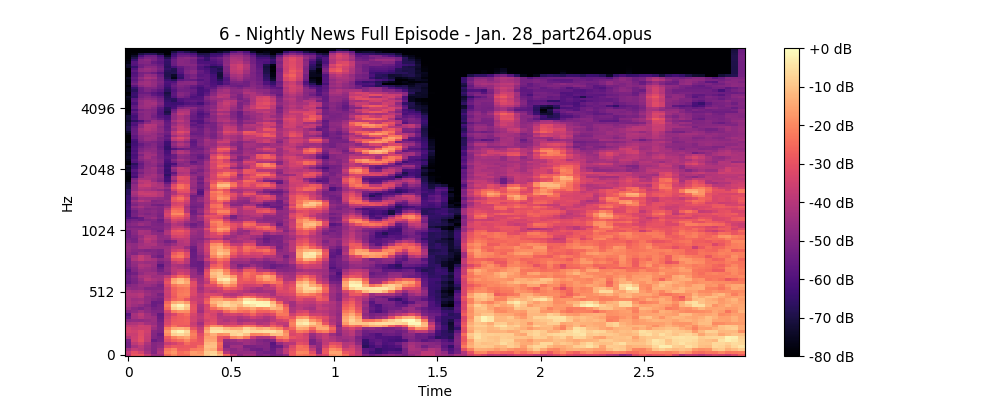 6 - Nightly News Full Episode - Jan. 28_part264.opus
Hz
4096
2048
1024
512
0
0
0.5
1
1.5
2
2.5
Time
+0 dB
-10 dB
-20 dB
-30 dB
-40 dB
-50 dB
-60 dB
-70 dB
-80 dB